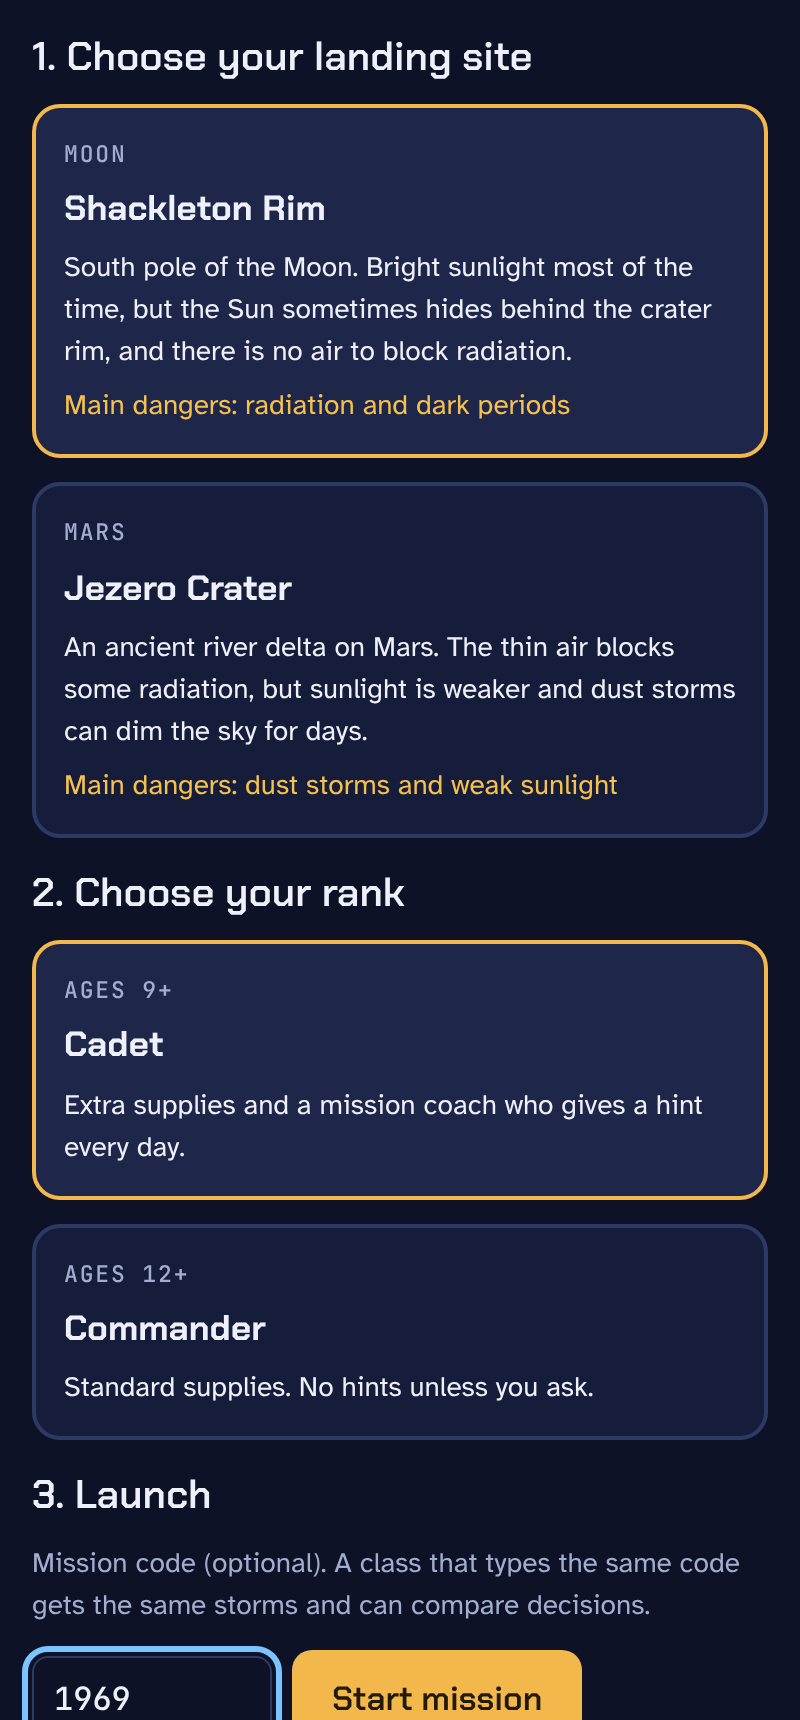 1. Choose your landing site
MOON
Shackleton Rim
South pole of the Moon. Bright sunlight most of the
time, but the Sun sometimes hides behind the crater
rim, and there is no air to block radiation.
Main dangers: radiation and dark periods
MARS
Jezero Crater
An ancient river delta on Mars. The thin air blocks
some radiation, but sunlight is weaker and dust storms
can dim the sky for days.
Main dangers: dust storms and weak sunlight
2. Choose your rank
AGES 9+
Cadet
Extra supplies and a mission coach who gives a hint
every day.
AGES 12+
Commander
Standard supplies. No hints unless you ask.
3. Launch
Mission code (optional). A class that types the same code
gets the same storms and can compare decisions.
1969
Start mission